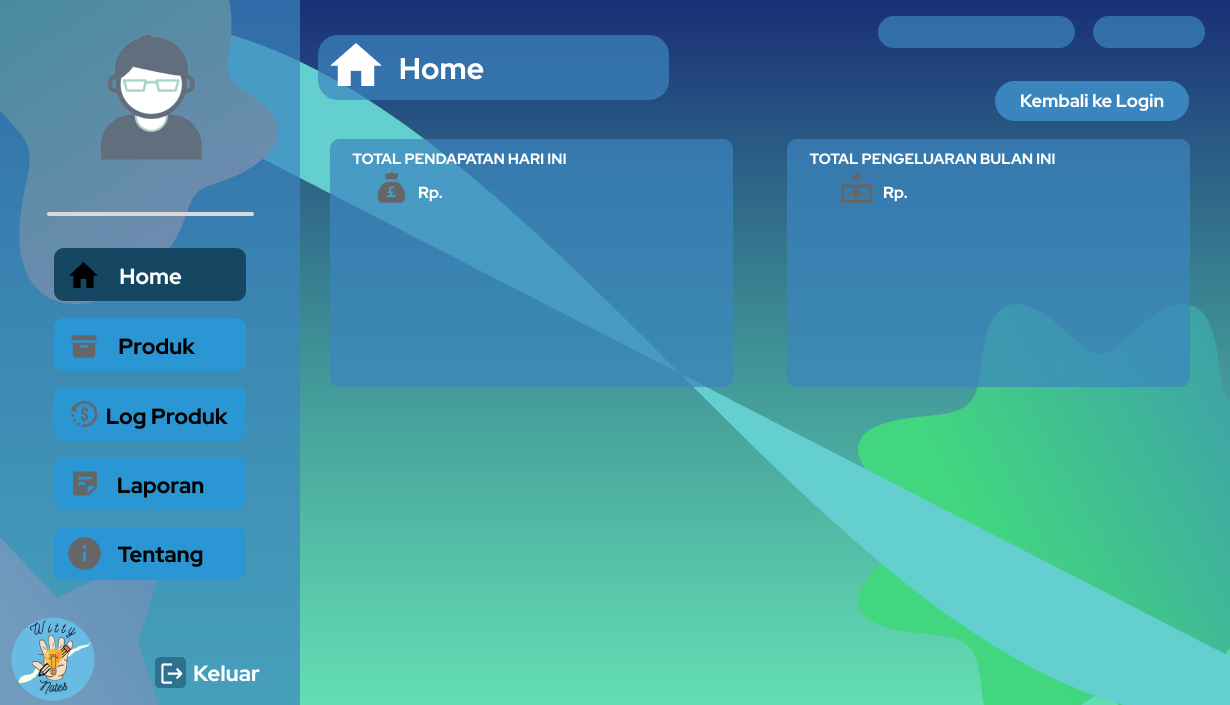 Home
Kembali ke Login
TOTAL PENDAPATAN HARI INI
Rp.
TOTAL PENGELUARAN BULAN INI
Rp.
Home
Produk
Log Produk
Laporan
Tentang
Witty
Notes
Keluar